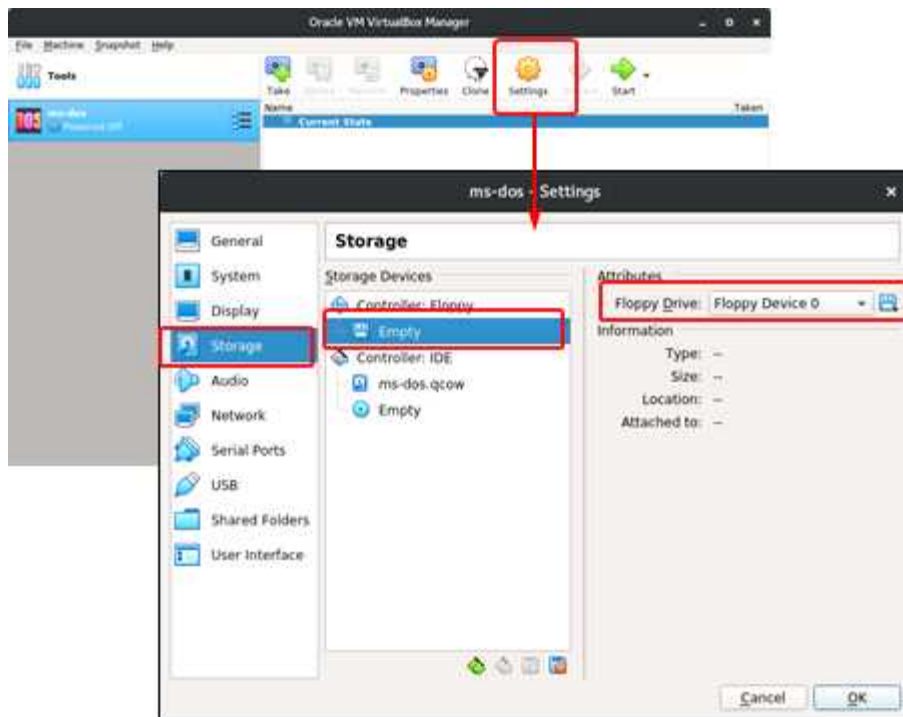 Oracle VM VirtualBox Manager
File Machine Snapshot Help
Tools
Take
Properties
Clone
Settings
Start
Name
Taken
ms-dos
Powered Off
Current State
ms-dos - Settings
General
System
Display
Storage
Audio
Network
Serial Ports
USB
Shared Folders
User Interface
Storage
Storage Devices
Controller: Floppy
Empty
Controller: IDE
ms-dos.qcow
Empty
Attributes
Floppy Drive: Floppy Device 0
Information
Type: --
Size: --
Location: --
Attached to: --
Cancel
OK